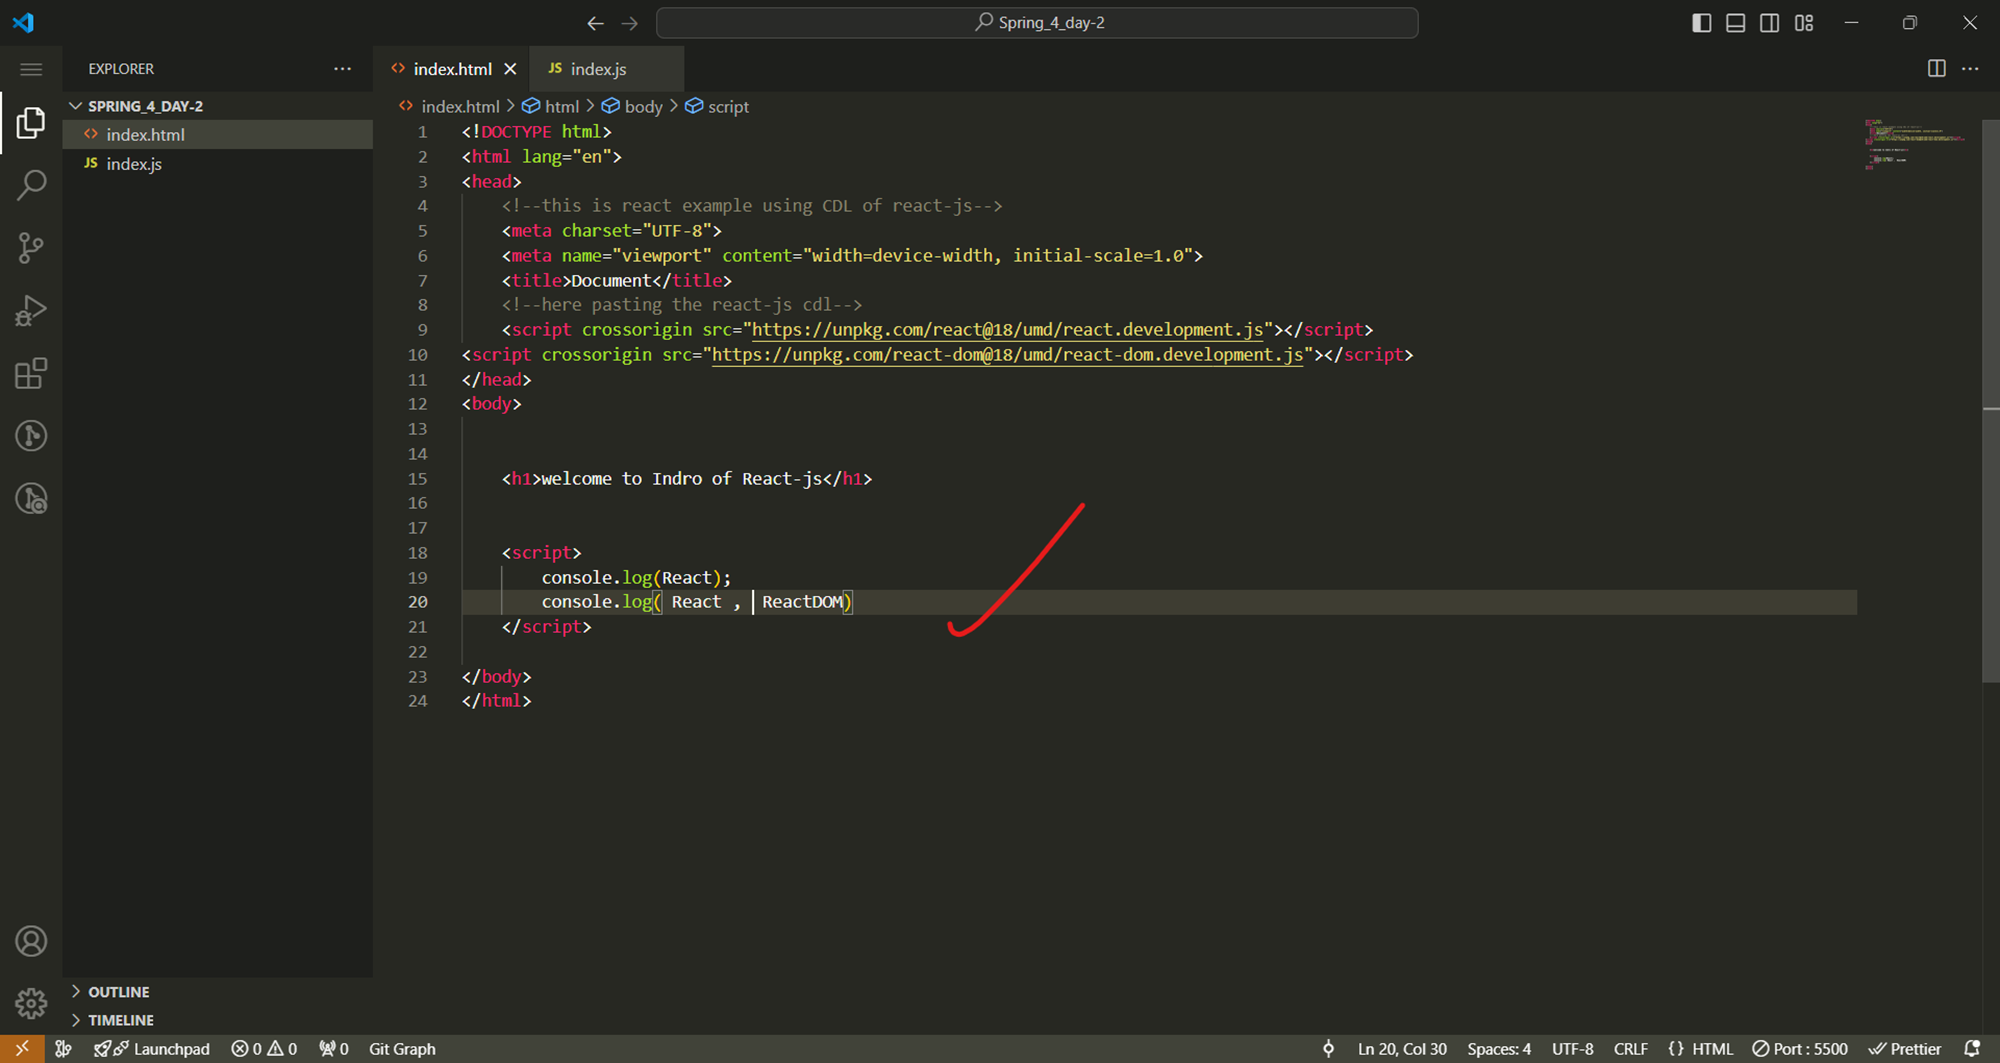 Spring_4_day-2
EXPLORER
SPRING_4_DAY-2
index.html
JS index.js
OUTLINE
TIMELINE
index.html
JS index.js
index.html > html > body > script
1 <!DOCTYPE html>
2 <html lang="en">
3 <head>
4 <!--this is react example using CDL of react-js-->
5 <meta charset="UTF-8">
6 <meta name="viewport" content="width=device-width, initial-scale=1.0">
7 <title>Document</title>
8 <!--here pasting the react-js cdl-->
9 <script crossorigin src="https://unpkg.com/react@18/umd/react.development.js"></script>
10 <script crossorigin src="https://unpkg.com/react-dom@18/umd/react-dom.development.js"></script>
11 </head>
12 <body>
13
14
15 <h1>welcome to Indro of React-js</h1>
16
17
18 <script>
19 console.log(React);
20 console.log( React , ReactDOM)
21 </script>
22
23 </body>
24 </html>
Launchpad 0 0 0 Git Graph Ln 20, Col 30 Spaces: 4 UTF-8 CRLF {} HTML Port : 5500 Prettier